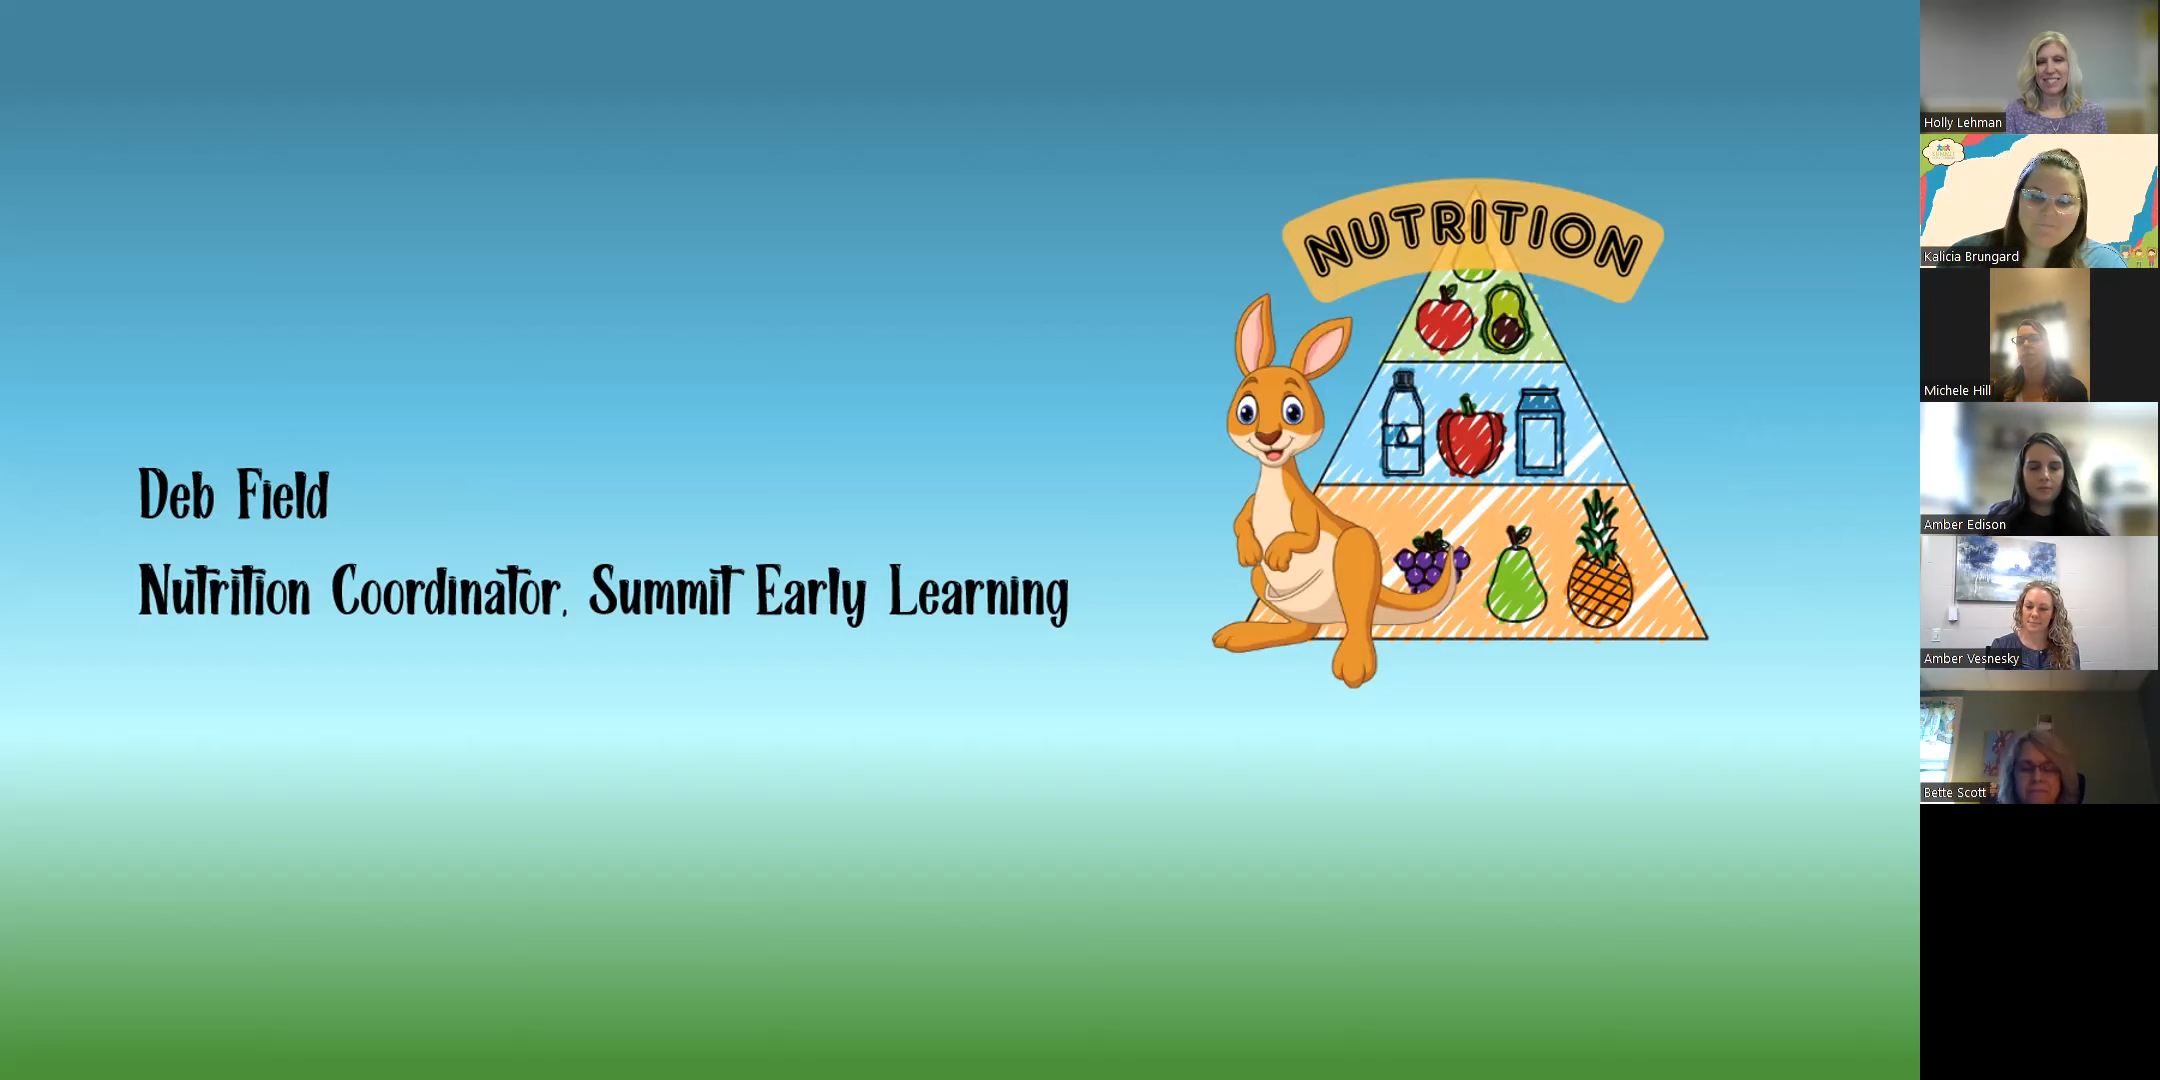 NUTRITION
Deb Field
Nutrition Coordinator, Summit Early Learning
Holly Lehman
SUMMIT
Kalicia Brungard
Michele Hill
Amber Edison
Amber Vesnesky
Bette Scott